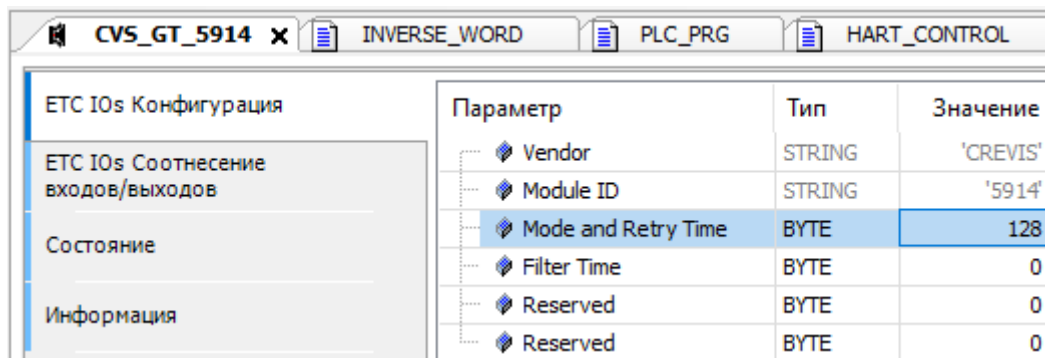 CVS_GT_5914 INVERSE_WORD PLC_PRG HART_CONTROL
ETC IOs Конфигурация
ETC IOs Соотнесение
входов/выходов
Состояние
Информация
Параметр Тип Значение
Vendor STRING 'CREVIS'
Module ID STRING '5914'
Mode and Retry Time BYTE 128
Filter Time BYTE 0
Reserved BYTE 0
Reserved BYTE 0